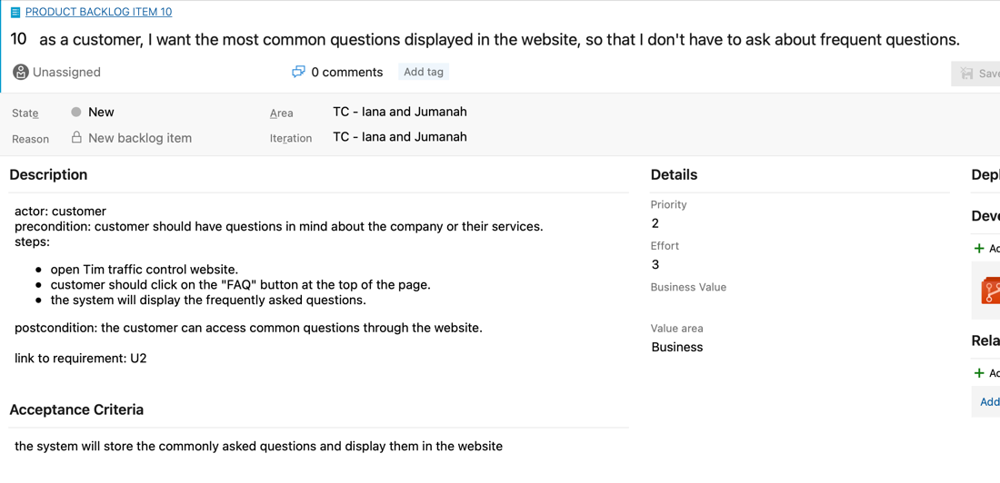 PRODUCT BACKLOG ITEM 10
10 as a customer, I want the most common questions displayed in the website, so that I don't have to ask about frequent questions.
Unassigned 0 comments Add tag Save
State New Area TC - Iana and Jumanah
Reason New backlog item Iteration TC - Iana and Jumanah
Description
actor: customer
precondition: customer should have questions in mind about the company or their services.
steps:
• open Tim traffic control website.
• customer should click on the "FAQ" button at the top of the page.
• the system will display the frequently asked questions.
postcondition: the customer can access common questions through the website.
link to requirement: U2
Acceptance Criteria
the system will store the commonly asked questions and display them in the website
Details
Priority
2
Effort
3
Business Value
Value area
Business
Depl
Deve
+ Ad
Rela
+ Ad
Add